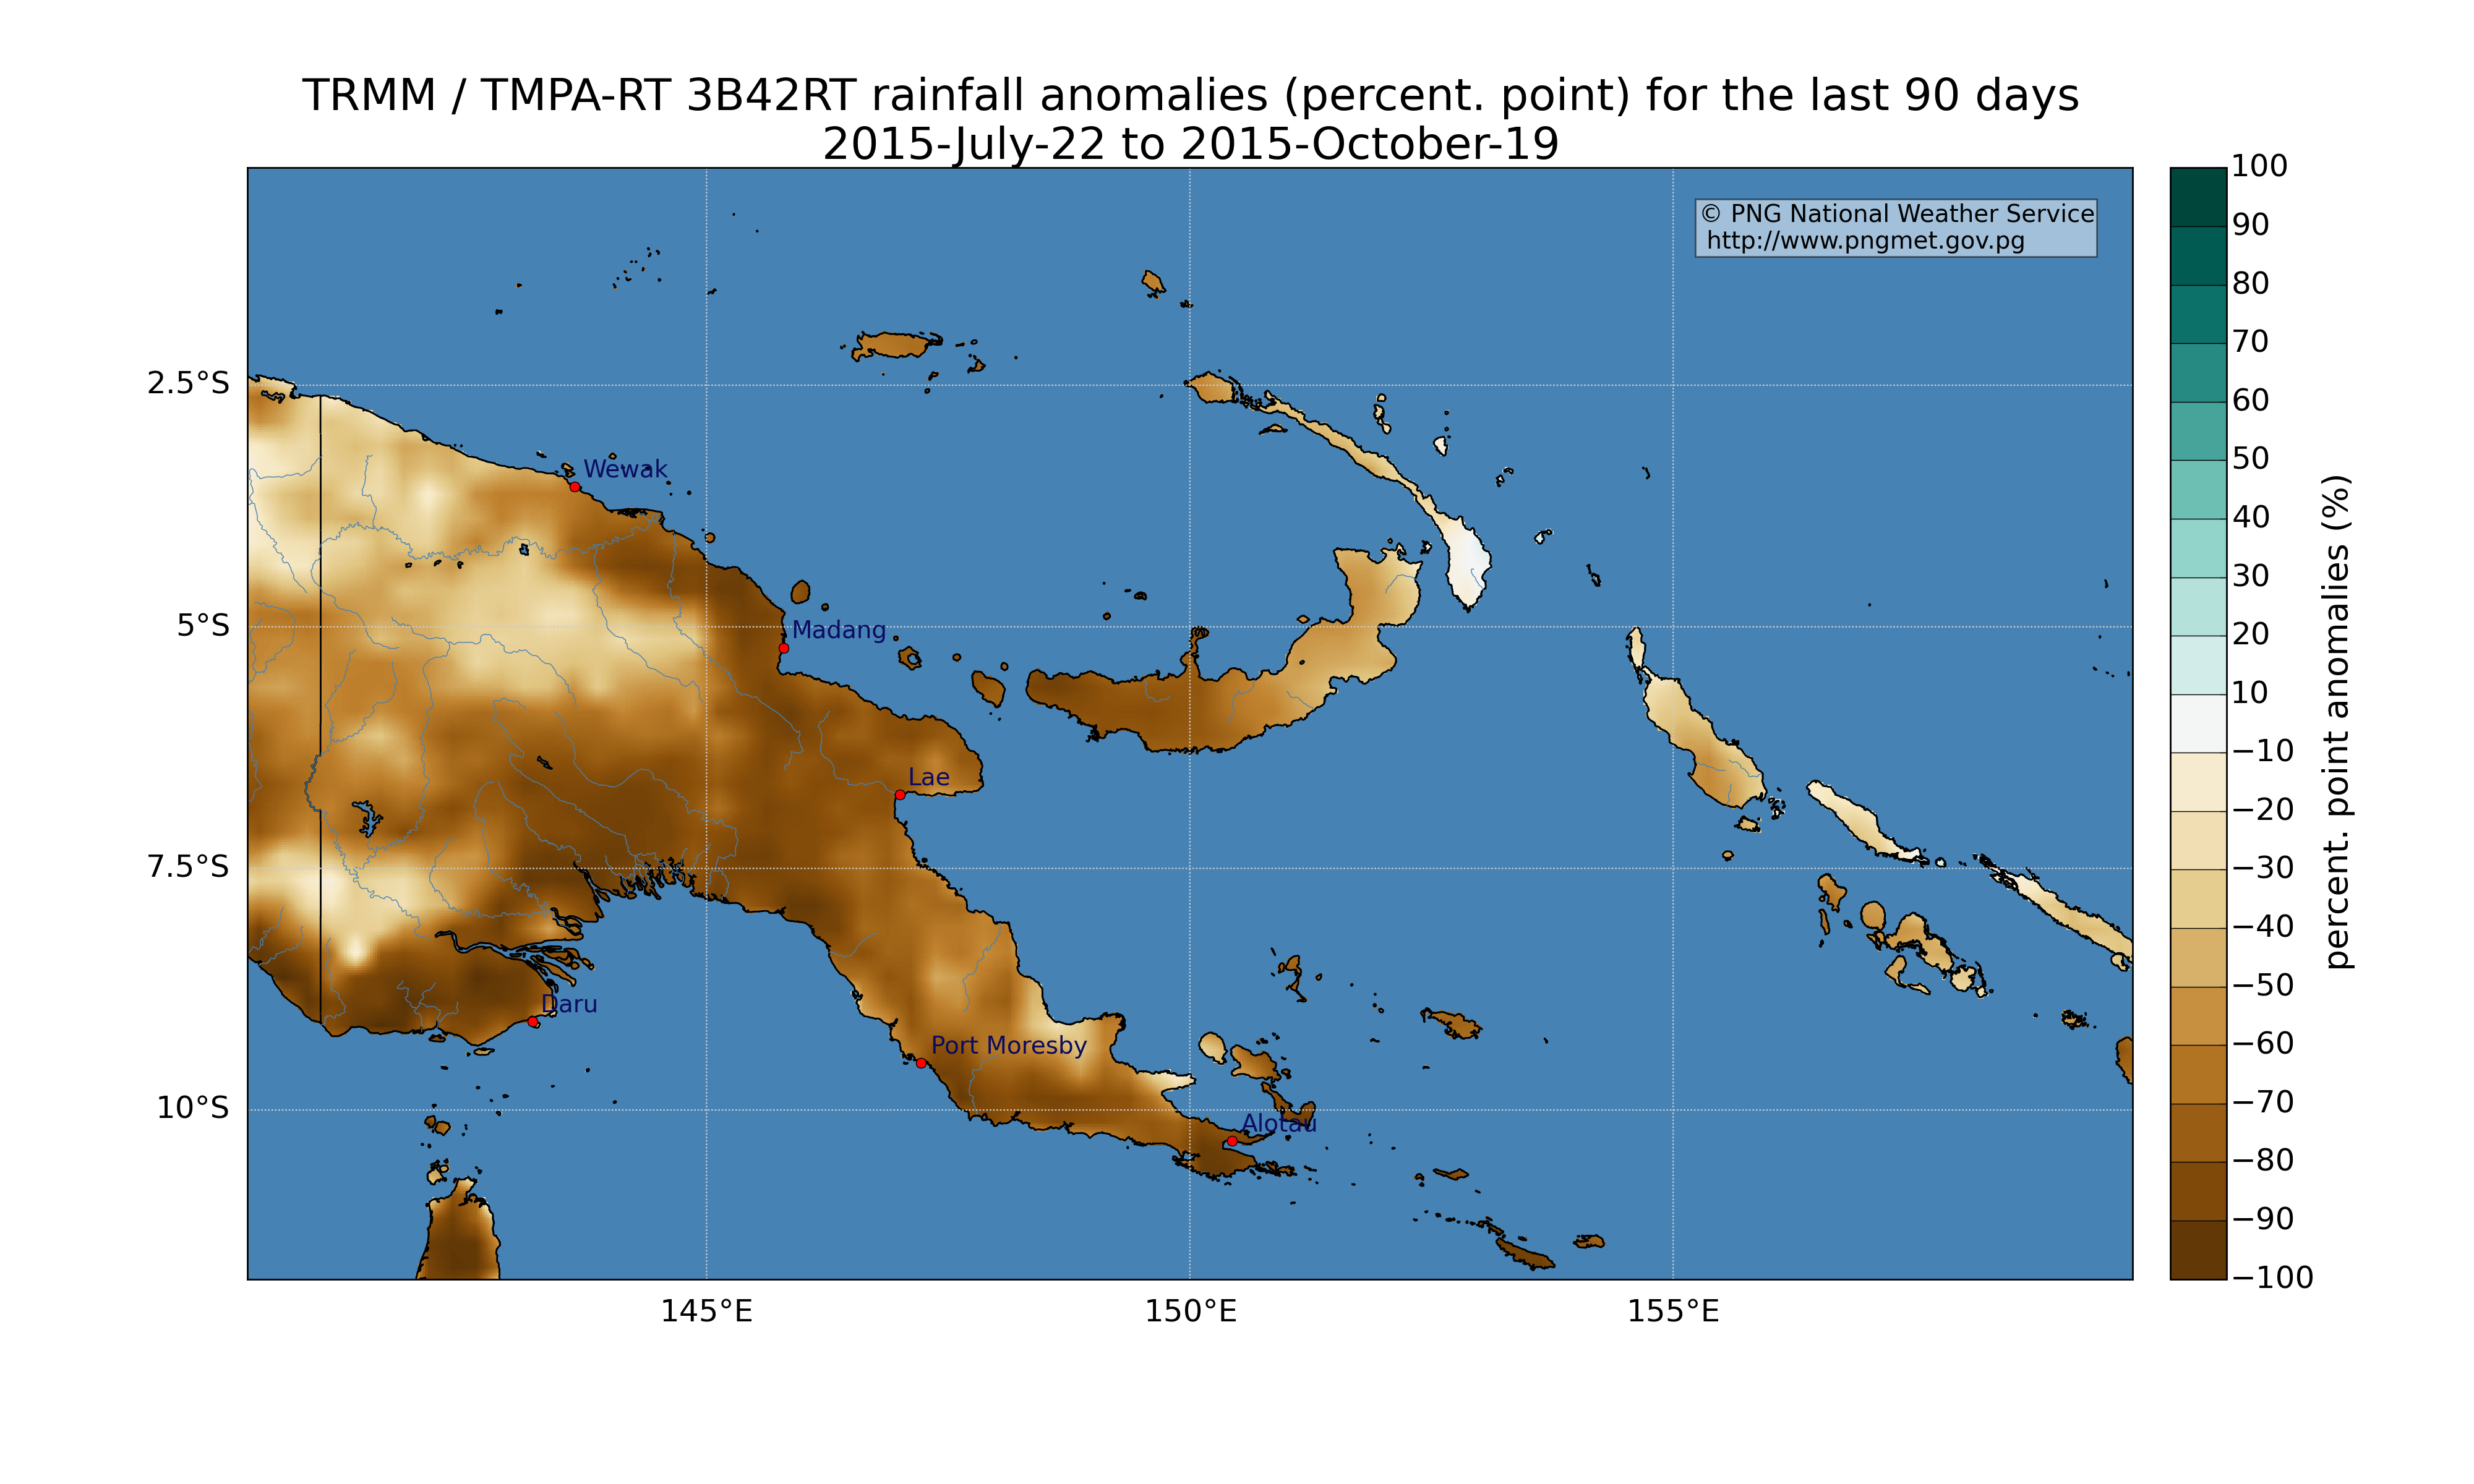 TRMM / TMPA-RT 3B42RT rainfall anomalies (percent. point) for the last 90 days
2015-July-22 to 2015-October-19
© PNG National Weather Service
http://www.pngmet.gov.pg
2.5°S
5°S
7.5°S
10°S
145°E
150°E
155°E
Wewak
Madang
Lae
Daru
Port Moresby
Alotau
100
90
80
70
60
50
40
30
20
10
−10
−20
−30
−40
−50
−60
−70
−80
−90
−100
percent. point anomalies (%)